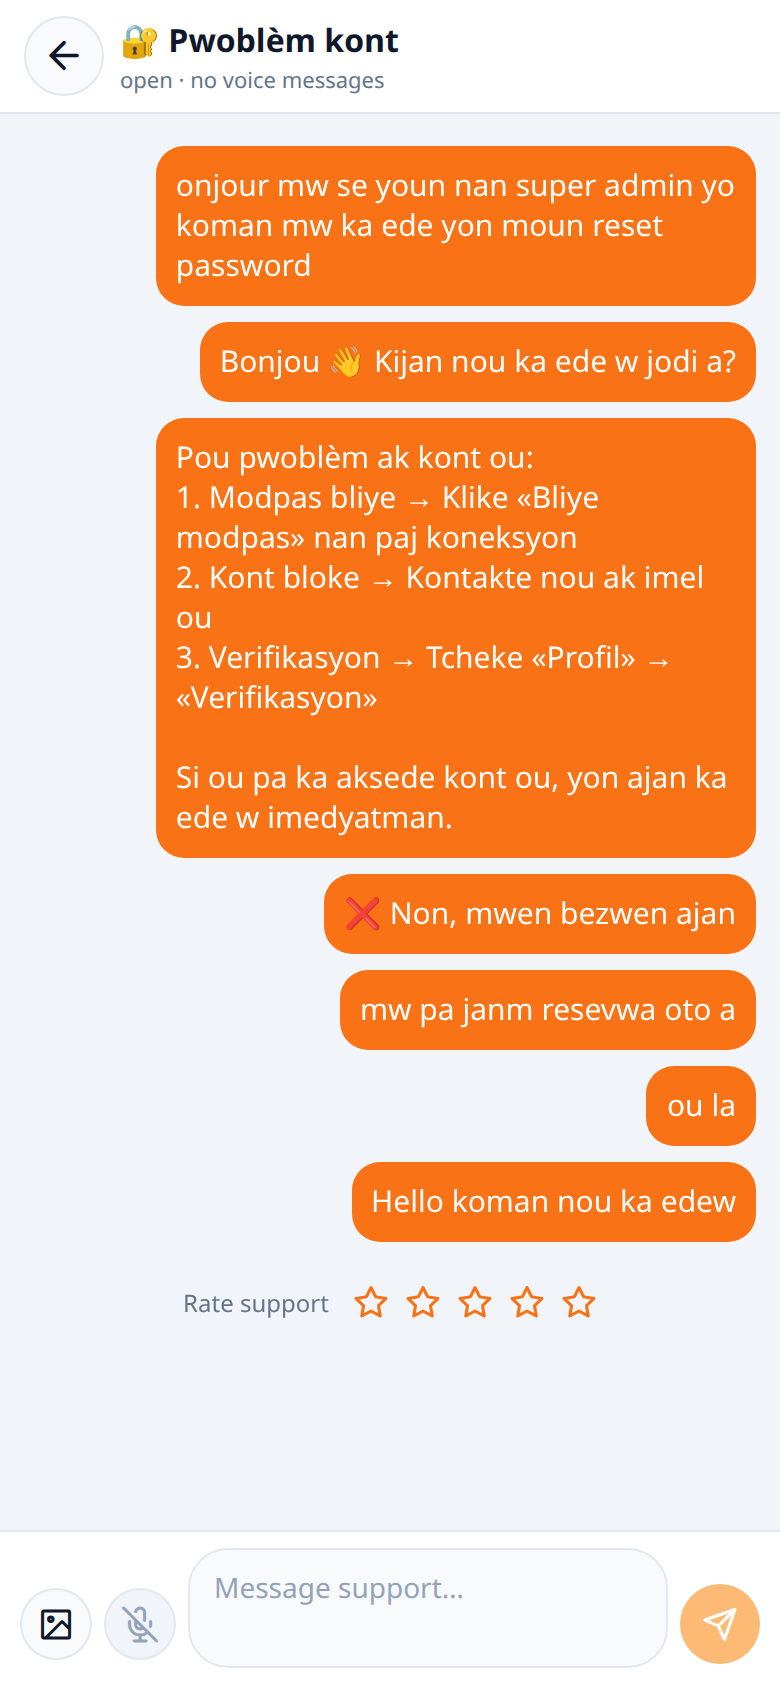 🔐 Pwoblèm kont
open · no voice messages
onjour mw se youn nan super admin yo
koman mw ka ede yon moun reset
password
Bonjou 👋 Kijan nou ka ede w jodi a?
Pou pwoblèm ak kont ou:
1. Modpas bliye → Klike «Bliye
modpas» nan paj koneksyon
2. Kont bloke → Kontakte nou ak imel
ou
3. Verifikasyon → Tcheke «Profil» →
«Verifikasyon»
Si ou pa ka aksede kont ou, yon ajan ka
ede w imedyatman.
❌ Non, mwen bezwen ajan
mw pa janm resevwa oto a
ou la
Hello koman nou ka edew
Rate support
Message support...